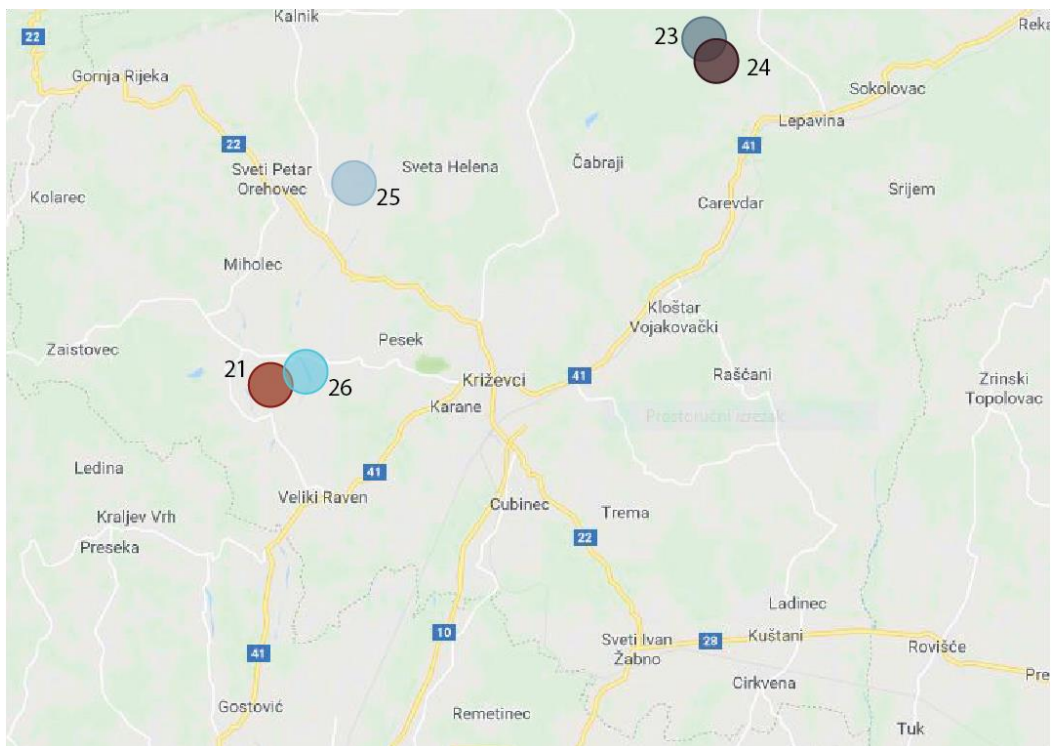 Kalnik
22
23
Reka
24
Gornja Rijeka
Sokolovac
Lepavina
22
41
Sveti Petar
Orehovec
Sveta Helena
Čabraji
Kolarec
25
Srijem
Carevdar
Miholec
Kloštar
Vojakovački
Pesek
Zaistovec
21
26
Križevci
41
Rašćani
Zrinski
Topolovac
Karane
Prostoručni izrezak
Ledina
41
Veliki Raven
Cubinec
Trema
Kraljev Vrh
Preseka
22
Ladinec
10
Sveti Ivan
Žabno
28
Kuštani
Rovišće
41
Pre
Cirkvena
Gostović
Remetinec
Tuk